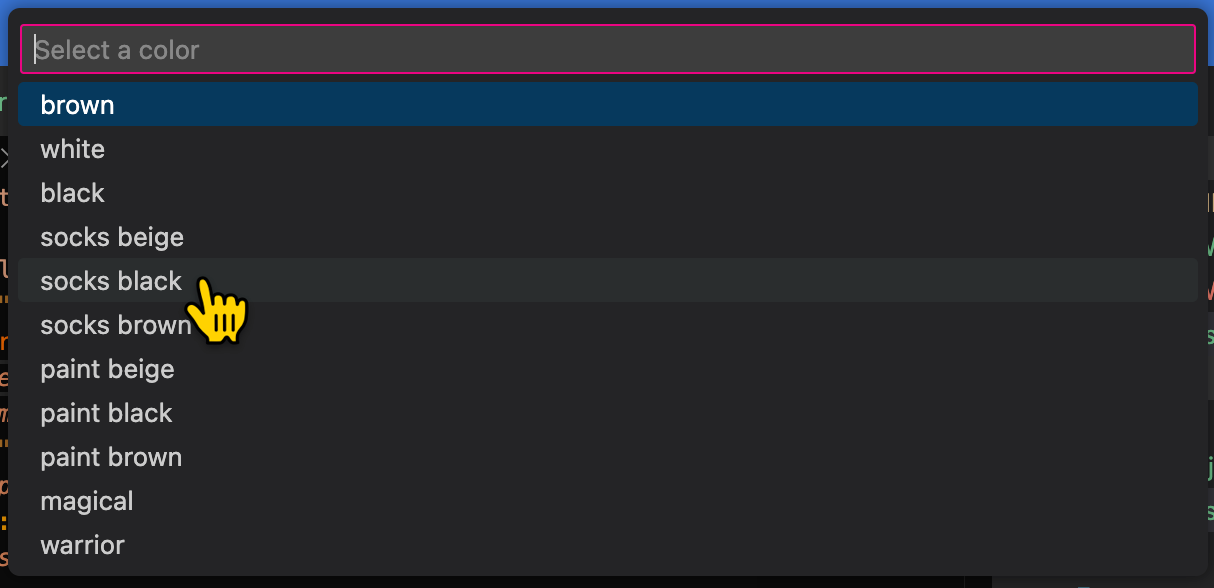 Select a color
brown
white
black
socks beige
socks black
socks brown
paint beige
paint black
paint brown
magical
warrior